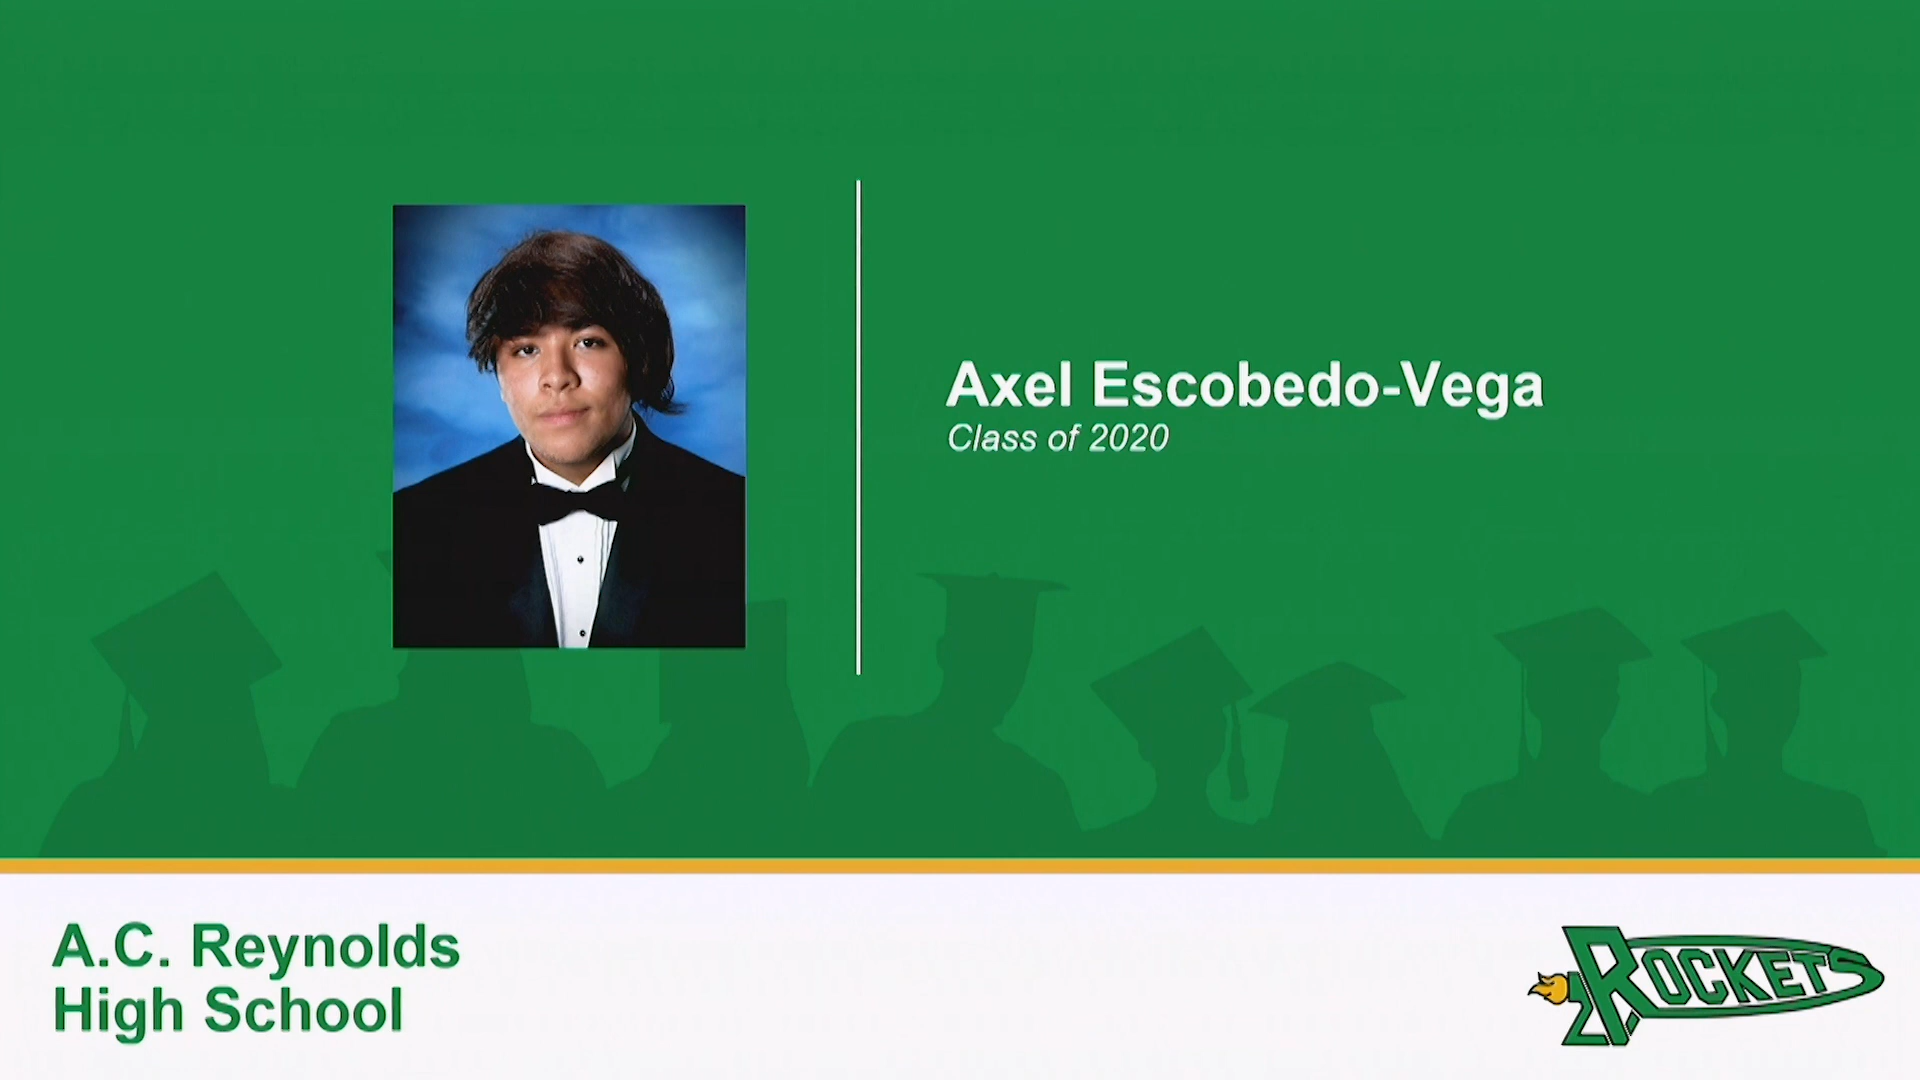 Axel Escobedo-Vega
Class of 2020
A.C. Reynolds
High School
ROCKETS